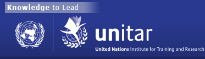 Knowledge to Lead
unitar
United Nations Institute for Training and Research